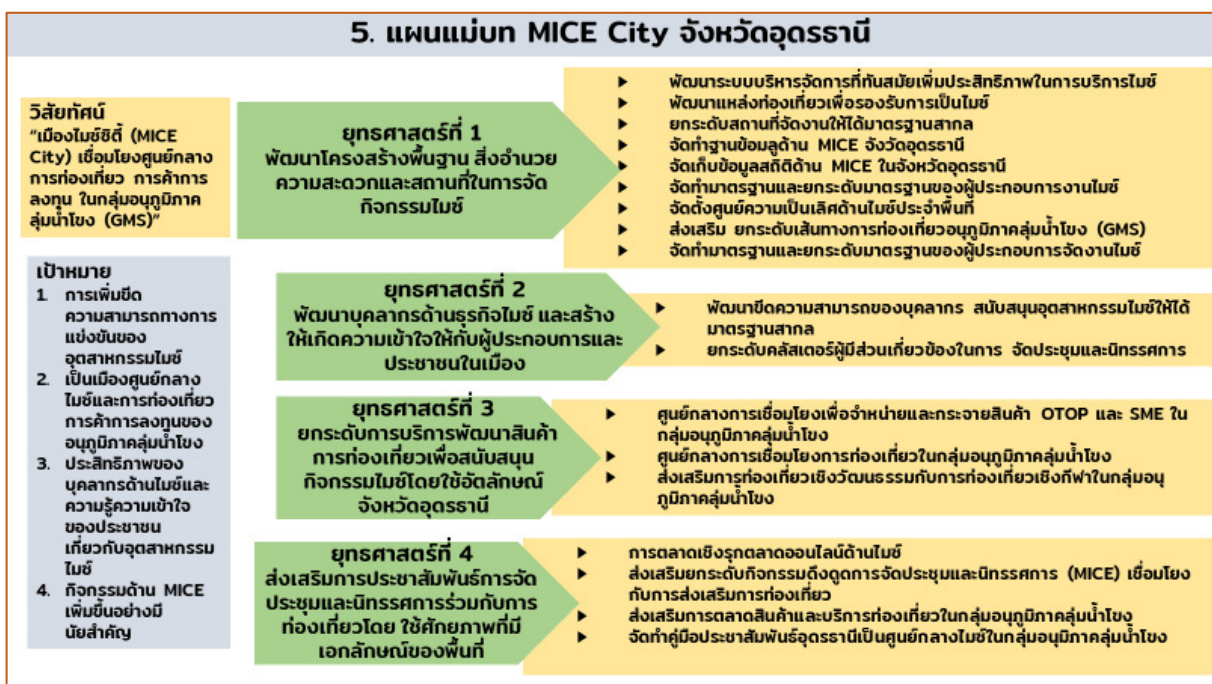 5. แผนแม่บท MICE City จังหวัดอุดรธานี
วิสัยทัศน์
“เมืองไมซ์ซิตี้ (MICE
City) เชื่อมโยงศูนย์กลาง
การท่องเที่ยว การค้าการ
ลงทุน ในกลุ่มอนุภูมิภาค
ลุ่มน้ำโขง (GMS)”
เป้าหมาย
1. การเพิ่มขีด
ความสามารถทางการ
แข่งขันของ
อุตสาหกรรมไมซ์
2. เป็นเมืองศูนย์กลาง
ไมซ์และการท่องเที่ยว
การค้าการลงทุนของ
อนุภูมิภาคลุ่มน้ำโขง
3. ประสิทธิภาพของ
บุคลากรด้านไมซ์และ
ความรู้ความเข้าใจ
ของประชาชน
เกี่ยวกับอุตสาหกรรม
ไมซ์
4. กิจกรรมด้าน MICE
เพิ่มขึ้นอย่างมี
นัยสำคัญ
ยุทธศาสตร์ที่ 1
พัฒนาโครงสร้างพื้นฐาน สิ่งอำนวย
ความสะดวกและสถานที่ในการจัด
กิจกรรมไมซ์
▶ พัฒนาระบบบริหารจัดการที่ทันสมัยเพิ่มประสิทธิภาพในการบริการไมซ์
▶ พัฒนาแหล่งท่องเที่ยวเพื่อรองรับการเป็นไมซ์
▶ ยกระดับสถานที่จัดงานให้ได้มาตรฐานสากล
▶ จัดทำฐานข้อมูลด้าน MICE จังวัดอุดรธานี
▶ จัดเก็บข้อมูลสถิติด้าน MICE ในจังหวัดอุดรธานี
▶ จัดทำมาตรฐานและยกระดับมาตรฐานของผู้ประกอบการงานไมซ์
▶ จัดตั้งศูนย์ความเป็นเลิศด้านไมซ์ประจำพื้นที่
▶ ส่งเสริม ยกระดับเส้นทางการท่องเที่ยวอนุภูมิภาคลุ่มน้ำโขง (GMS)
▶ จัดทำมาตรฐานและยกระดับมาตรฐานของผู้ประกอบการจัดงานไมซ์
ยุทธศาสตร์ที่ 2
พัฒนาบุคลากรด้านธุรกิจไมซ์ และสร้าง
ให้เกิดความเข้าใจให้กับผู้ประกอบการและ
ประชาชนในเมือง
▶ พัฒนาขีดความสามารถของบุคลากร สนับสนุนอุตสาหกรรมไมซ์ให้ได้
มาตรฐานสากล
▶ ยกระดับคลัสเตอร์ผู้มีส่วนเกี่ยวข้องในการ จัดประชุมและนิทรรศการ
ยุทธศาสตร์ที่ 3
ยกระดับการบริการพัฒนาสินค้า
การท่องเที่ยวเพื่อสนับสนุน
กิจกรรมไมซ์โดยใช้อัตลักษณ์
จังหวัดอุดรธานี
▶ ศูนย์กลางการเชื่อมโยงเพื่อจำหน่ายและกระจายสินค้า OTOP และ SME ใน
กลุ่มอนุภูมิภาคลุ่มน้ำโขง
▶ ศูนย์กลางการเชื่อมโยงการท่องเที่ยวในกลุ่มอนุภูมิภาคลุ่มน้ำโขง
▶ ส่งเสริมการท่องเที่ยวเชิงวัฒนธรรมกับการท่องเที่ยวเชิงกีฬาในกลุ่มอนุ
ภูมิภาคลุ่มน้ำโขง
ยุทธศาสตร์ที่ 4
ส่งเสริมการประชาสัมพันธ์การจัด
ประชุมและนิทรรศการร่วมกับการ
ท่องเที่ยวโดย ใช้ศักยภาพที่มี
เอกลักษณ์ของพื้นที่
▶ การตลาดเชิงรุกตลาดออนไลน์ด้านไมซ์
▶ ส่งเสริมยกระดับกิจกรรมดึงดูดการจัดประชุมและนิทรรศการ (MICE) เชื่อมโยง
กับการส่งเสริมการท่องเที่ยว
▶ ส่งเสริมการตลาดสินค้าและบริการท่องเที่ยวในกลุ่มอนุภูมิภาคลุ่มน้ำโขง
▶ จัดทำคู่มือประชาสัมพันธ์อุดรธานีเป็นศูนย์กลางไมซ์ในกลุ่มอนุมิภาคลุ่มน้ำโขง